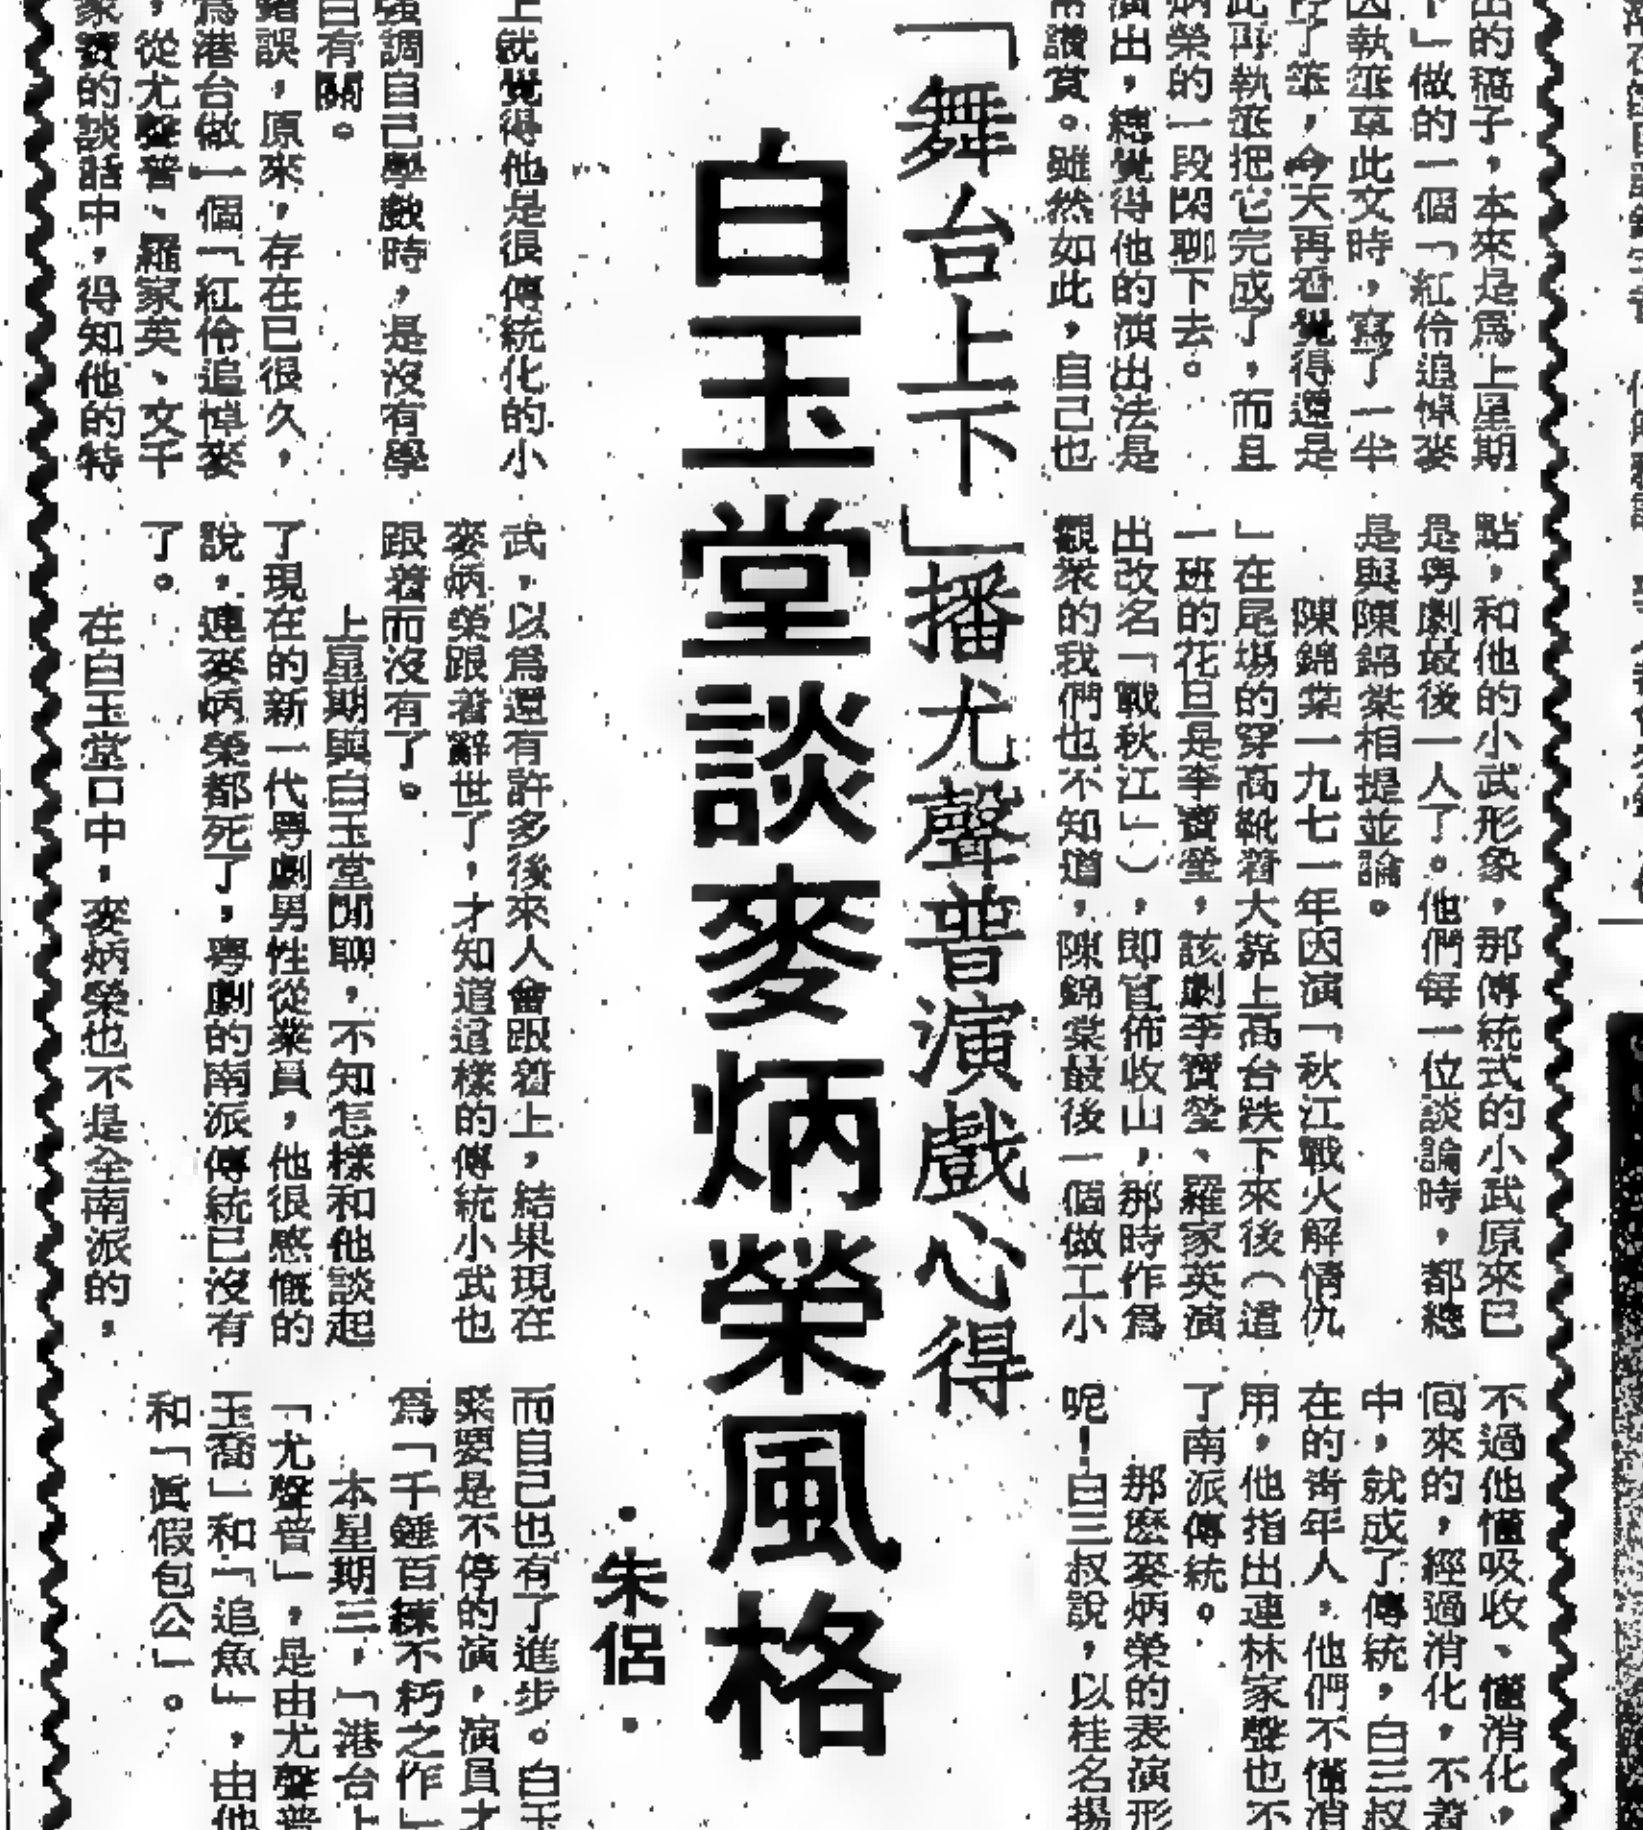 「舞台上下」播尤聲普演戲心得
白玉堂談麥炳榮風格
·朱侶·
出的稿子，本來是爲上星期
下」做的一個「紅伶追悼麥
因執筆草此文時，寫了一半
停了筆，今天再看覺得還是
此再執筆把它完成了，而且
炳榮的一段閑聊下去。
演出，總覺得他的演出法是
常讚賞。雖然如此，自己也
上就覺得他是很傳統化的小
強調自己學戲時，是沒有學
自有關。
錯誤，原來，存在已很久，
爲港台做一個「紅伶追悼麥
，從尤聲普、羅家英、文千
家寶的談話中，得知他的特
點，和他的小武形象，那傳統式的小武原來已
是粵劇最後一人了。他們每一位談論時，都總
是與陳錦棠相提並論。
陳錦棠一九七一年因演「秋江戰火解情仇
」在尾場的穿高靴着大靠上高台跌下來後（這
一班的花旦是李寶瑩，該劇李寶瑩、羅家英演
出改名「戰秋江」），即宣佈收山，那時作爲
觀衆的我們也不知道，陳錦棠最後一個做工小
武，以爲還有許多後來人會跟着上，結果現在
麥炳榮跟着辭世了，才知道這樣的傳統小武也
跟着而沒有了。
上星期與白玉堂閒聊，不知怎樣和他談起
了現在的新一代粵劇男性從業員，他很感慨的
說，連麥炳榮都死了，粵劇的南派傳統已沒有
了。
在白玉堂口中，麥炳榮也不是全南派的，
不過他懂吸收、懂消化，
回來的，經過消化，不着
中，就成了傳統，白三叔
在的靑年人，他們不懂消
用，他指出連林家聲也不
了南派傳統。
那麽麥炳榮的表演形
呢！白三叔說，以桂名揚
而自己也有了進步。白玉
衆要是不停的演，演員才
爲「千錘百練不朽之作」
本星期三，「港台上
「尤聲普」，是由尤聲普
玉喬」和「追魚」，由他
和「眞假包公」。